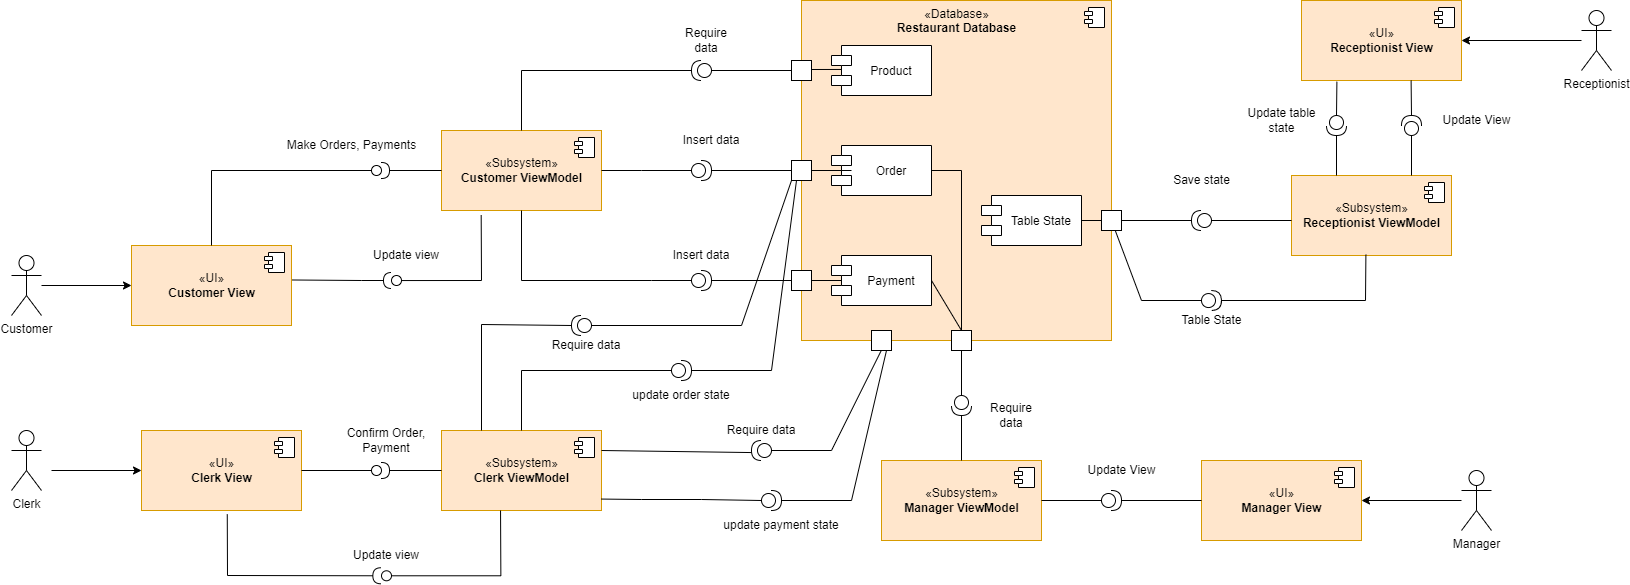 «Database»
Restaurant Database
Require
data
Product
«UI»
Receptionist View
Receptionist
Make Orders, Payments
Insert data
«Subsystem»
Customer ViewModel
Order
Update table
state
Update View
Save state
Table State
«Subsystem»
Receptionist ViewModel
Update view
Insert data
Payment
«UI»
Customer View
Customer
Table State
Require data
update order state
Require
data
Confirm Order,
Payment
Require data
«UI»
Clerk View
Clerk
«Subsystem»
Clerk ViewModel
Update View
«Subsystem»
Manager ViewModel
«UI»
Manager View
Manager
update payment state
Update view